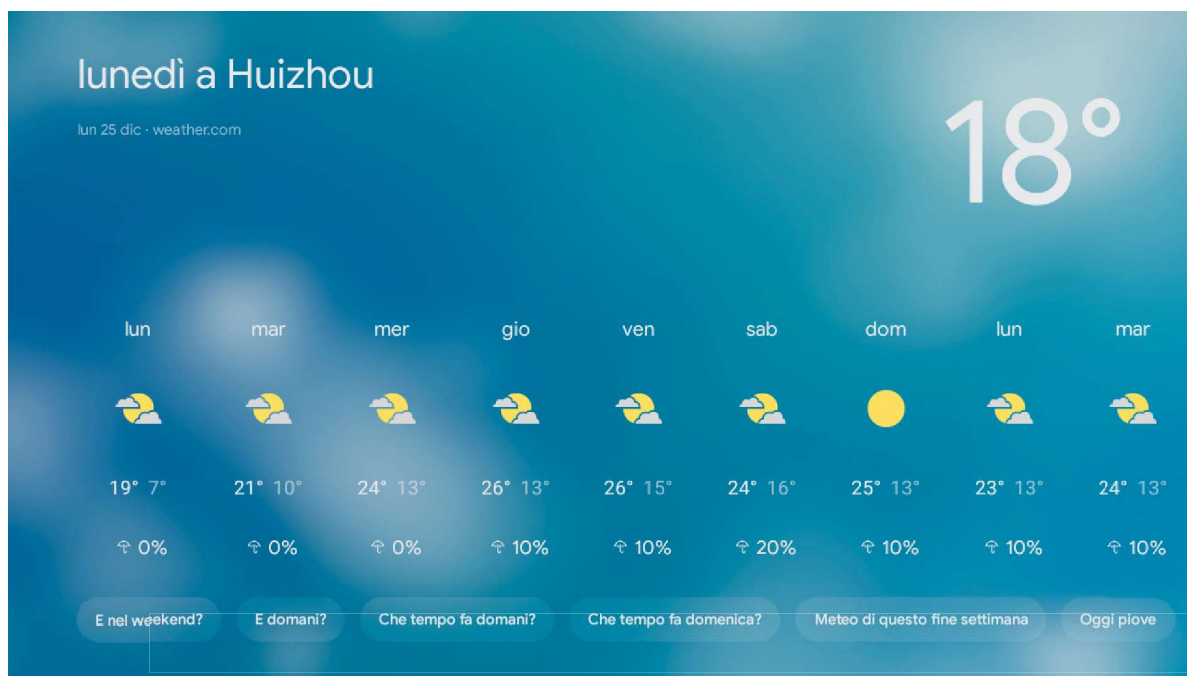 lunedì a Huizhou
lun 25 dic · weather.com
18°
lun mar mer gio ven sab dom lun mar
19° 7° 21° 10° 24° 13° 26° 13° 26° 15° 24° 16° 25° 13° 23° 13° 24° 13°
0% 0% 0% 10% 10% 20% 10% 10% 10%
E nel weekend? E domani? Che tempo fa domani? Che tempo fa domenica? Meteo di questo fine settimana Oggi piove